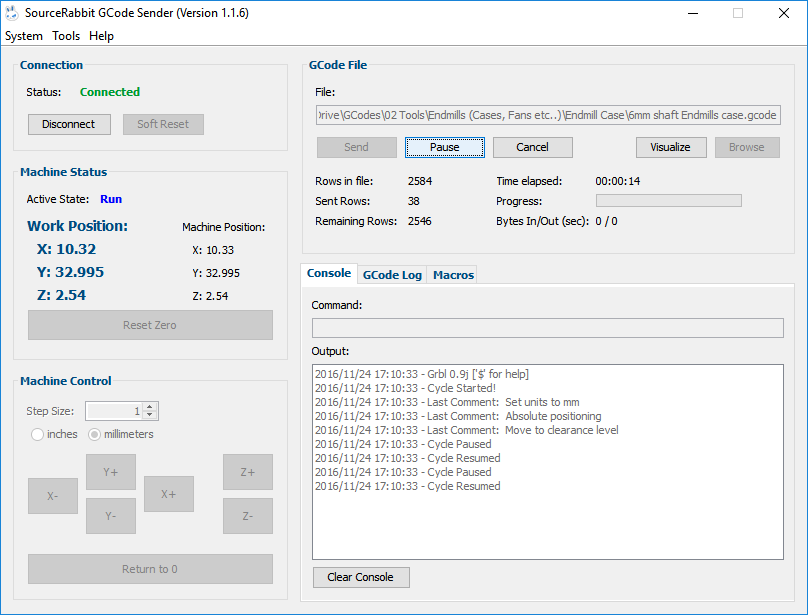 SourceRabbit GCode Sender (Version 1.1.6)
System Tools Help
Connection
Status: Connected
Disconnect Soft Reset
Machine Status
Active State: Run
Work Position: Machine Position:
X: 10.32 X: 10.33
Y: 32.995 Y: 32.995
Z: 2.54 Z: 2.54
Reset Zero
Machine Control
Step Size: 1
inches millimeters
Y+ Z+
X- X+
Y- Z-
Return to 0
GCode File
File:
Drive\GCodes\02 Tools\Endmills (Cases, Fans etc..)\Endmill Case\6mm shaft Endmills case.gcode
Send Pause Cancel Visualize Browse
Rows in file: 2584 Time elapsed: 00:00:14
Sent Rows: 38 Progress:
Remaining Rows: 2546 Bytes In/Out (sec): 0 / 0
Console GCode Log Macros
Command:
Output:
2016/11/24 17:10:33 - Grbl 0.9j ['$' for help]
2016/11/24 17:10:33 - Cycle Started!
2016/11/24 17:10:33 - Last Comment: Set units to mm
2016/11/24 17:10:33 - Last Comment: Absolute positioning
2016/11/24 17:10:33 - Last Comment: Move to clearance level
2016/11/24 17:10:33 - Cycle Paused
2016/11/24 17:10:33 - Cycle Resumed
2016/11/24 17:10:33 - Cycle Paused
2016/11/24 17:10:33 - Cycle Resumed
Clear Console